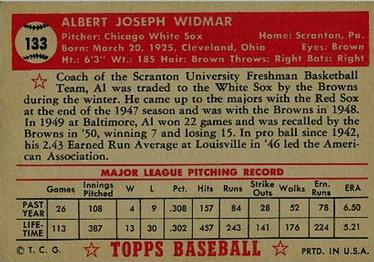 133
ALBERT JOSEPH WIDMAR
Pitcher: Chicago White Sox Home: Scranton, Pa.
Born: March 20, 1925, Cleveland, Ohio Eyes: Brown
Ht.: 6'3" Wt.: 185 Hair: Brown Throws: Right Bats: Right
Coach of the Scranton University Freshman Basketball
Team, Al was traded to the White Sox by the Browns
during the winter. He came up to the majors with the Red Sox
at the end of the 1947 season and was with the Browns in 1948.
In 1949 at Baltimore, Al won 22 games and was recalled by the
Browns in '50, winning 7 and losing 15. In pro ball since 1942,
his 2.43 Earned Run Average at Louisville in '46 led the Amer-
ican Association.
MAJOR LEAGUE PITCHING RECORD
Games Innings Pitched W L Pct. Hits Runs Strike Outs Walks Ern. Runs ERA
PAST YEAR 26 108 4 9 .308 157 84 28 52 78 6.50
LIFE-TIME 113 387 13 30 .302 492 264 141 176 224 5.21
© T. C. G. TOPPS BASEBALL PRTD. IN U.S.A.